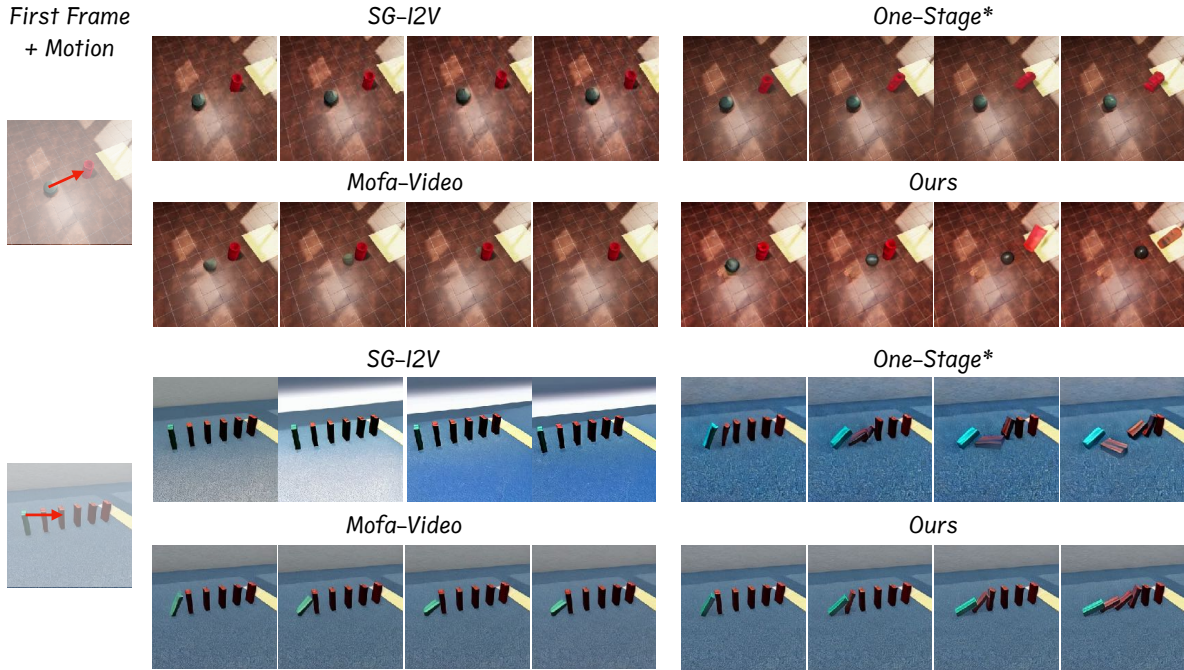 First Frame
+ Motion
SG–I2V
One–Stage*
Mofa–Video
Ours
SG–I2V
One–Stage*
Mofa–Video
Ours